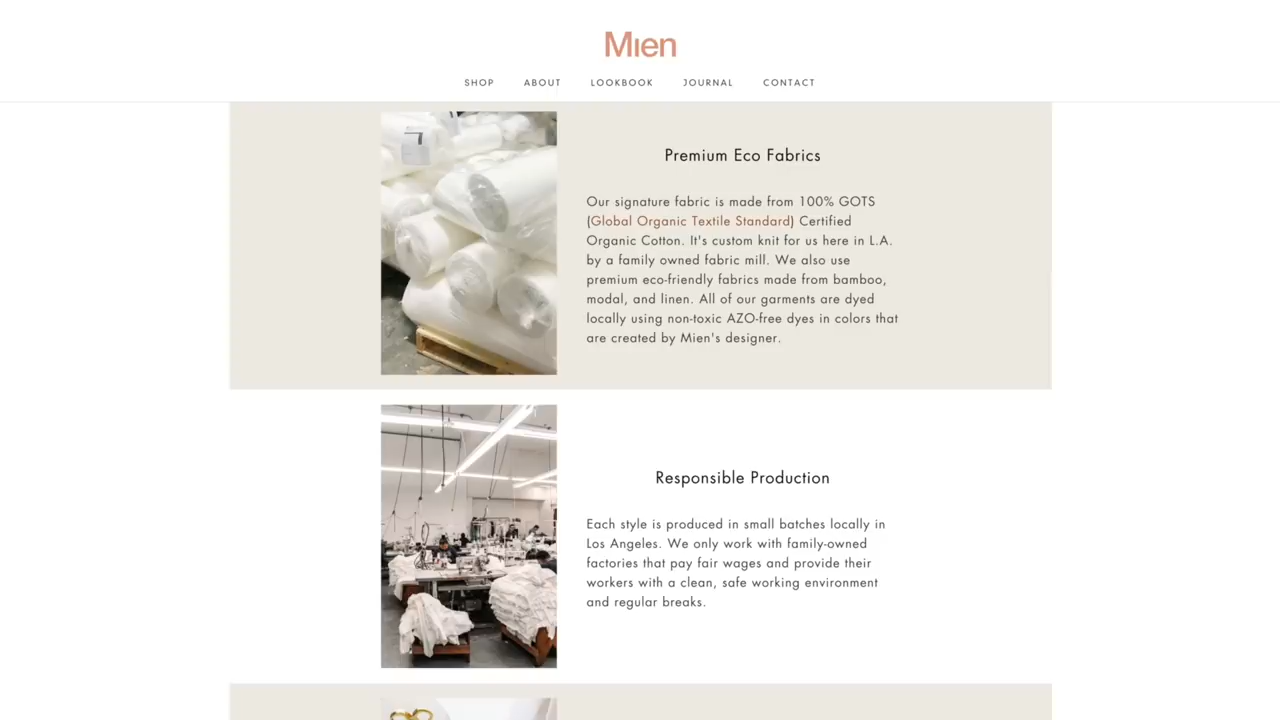 Mien
SHOP ABOUT LOOKBOOK JOURNAL CONTACT
Premium Eco Fabrics
Our signature fabric is made from 100% GOTS
(Global Organic Textile Standard) Certified
Organic Cotton. It's custom knit for us here in L.A.
by a family owned fabric mill. We also use
premium eco-friendly fabrics made from bamboo,
modal, and linen. All of our garments are dyed
locally using non-toxic AZO-free dyes in colors that
are created by Mien's designer.
Responsible Production
Each style is produced in small batches locally in
Los Angeles. We only work with family-owned
factories that pay fair wages and provide their
workers with a clean, safe working environment
and regular breaks.